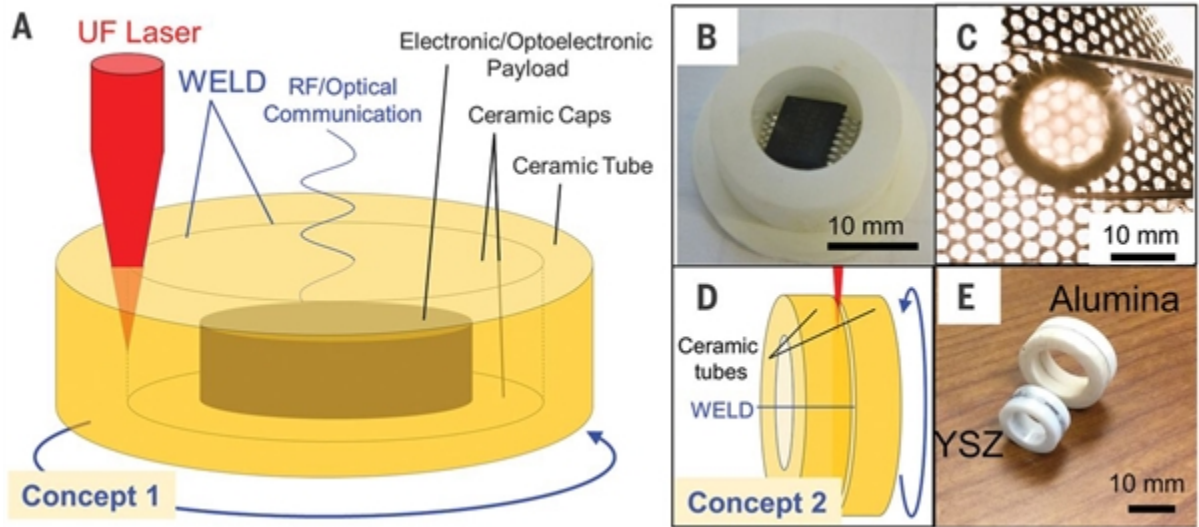 A
UF Laser
WELD
RF/Optical
Communication
Electronic/Optoelectronic
Payload
Ceramic Caps
Ceramic Tube
Concept 1
B
10 mm
C
10 mm
D
Ceramic
tubes
WELD
Concept 2
E
Alumina
YSZ
10 mm